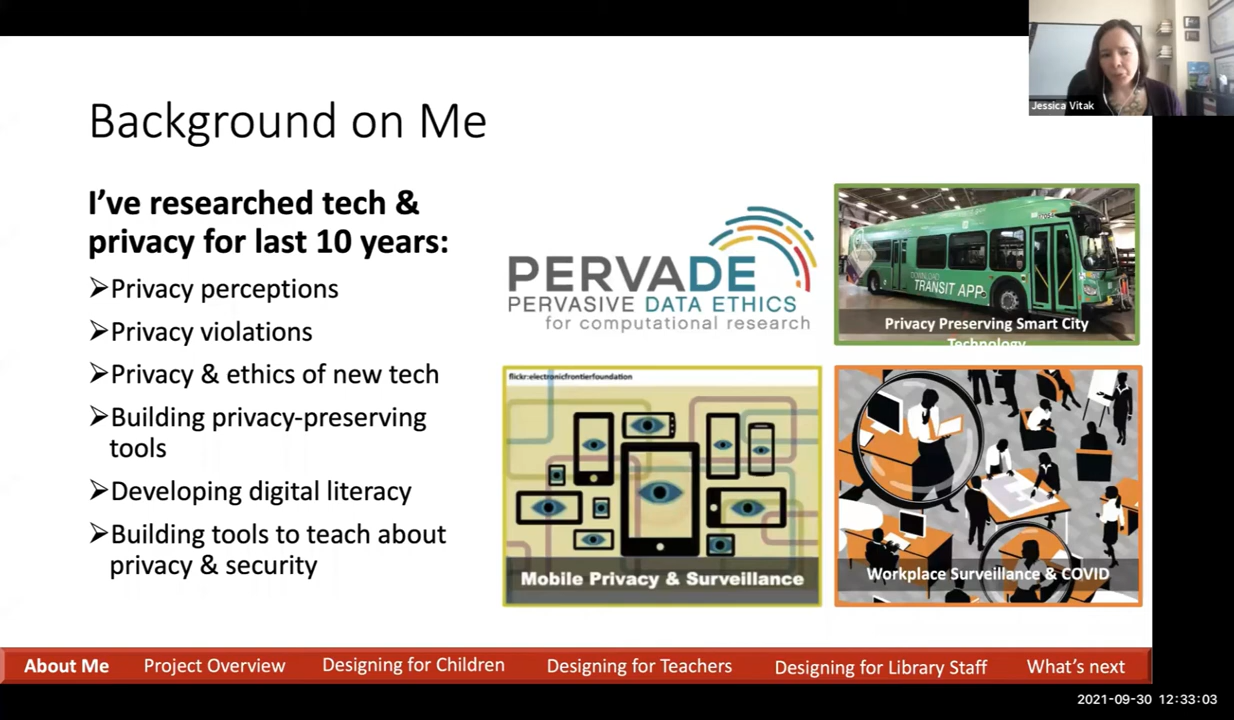 Jessica Vitak
Background on Me
I've researched tech &
privacy for last 10 years:
➢Privacy perceptions
➢Privacy violations
➢Privacy & ethics of new tech
➢Building privacy-preserving
tools
➢Developing digital literacy
➢Building tools to teach about
privacy & security
PERVADE
PERVASIVE DATA ETHICS
for computational research
DOWNLOAD
TRANSIT APP
Privacy Preserving Smart City
Technology
flickr:electronicfrontierfoundation
Mobile Privacy & Surveillance
Workplace Surveillance & COVID
About Me Project Overview Designing for Children Designing for Teachers Designing for Library Staff What's next
2021-09-30 12:33:03